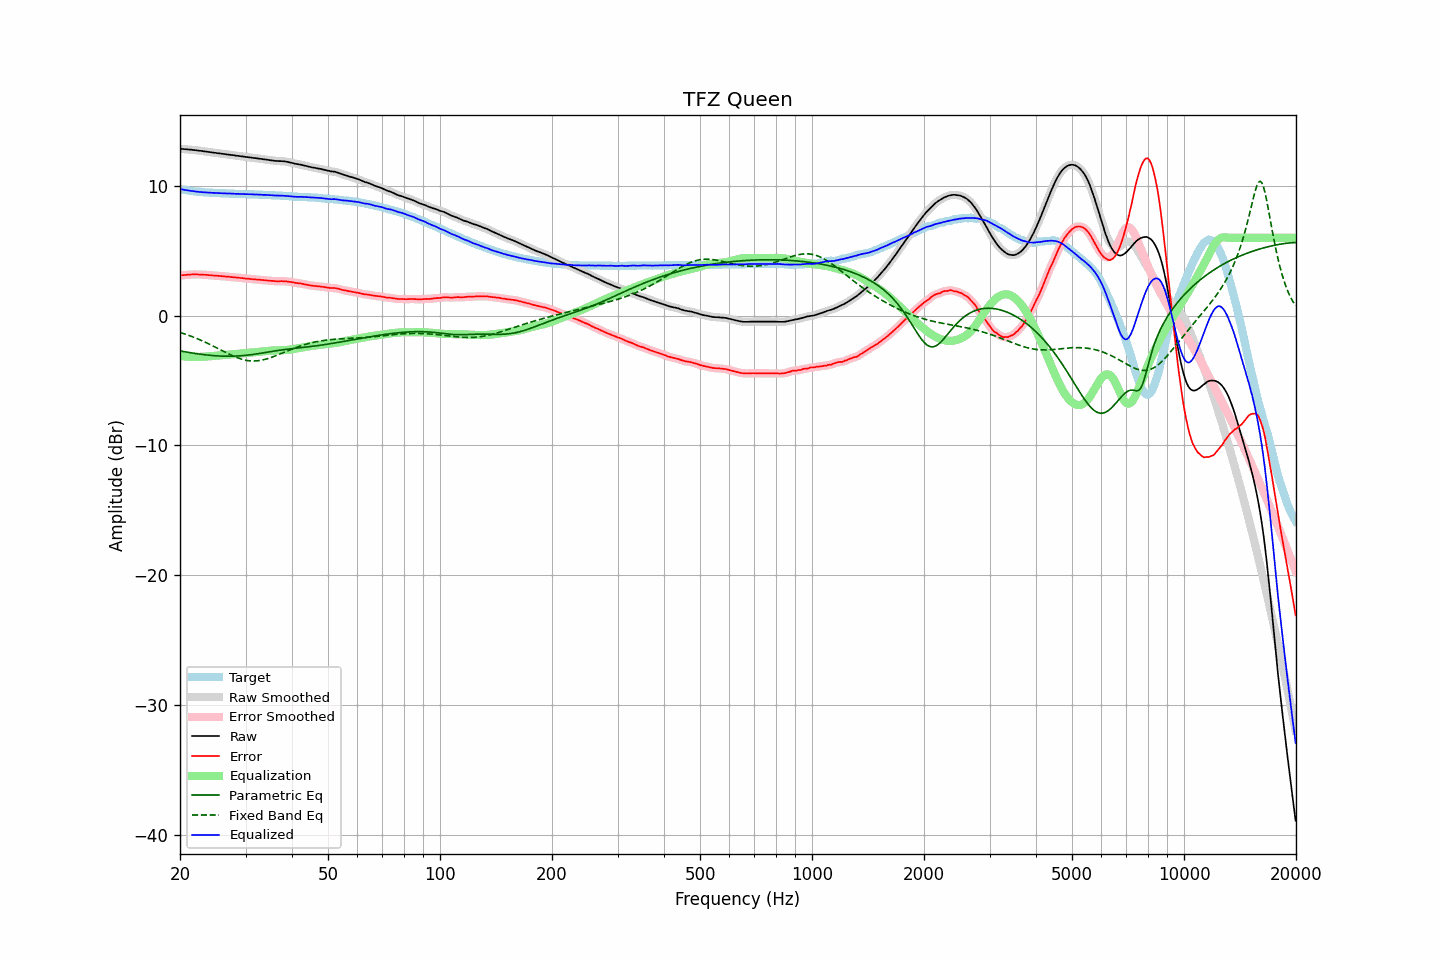 TFZ Queen
Amplitude (dBr)
10
0
−10
−20
−30
−40
Target
Raw Smoothed
Error Smoothed
Raw
Error
Equalization
Parametric Eq
Fixed Band Eq
Equalized
20 50 100 200 500 1000 2000 5000 10000 20000
Frequency (Hz)